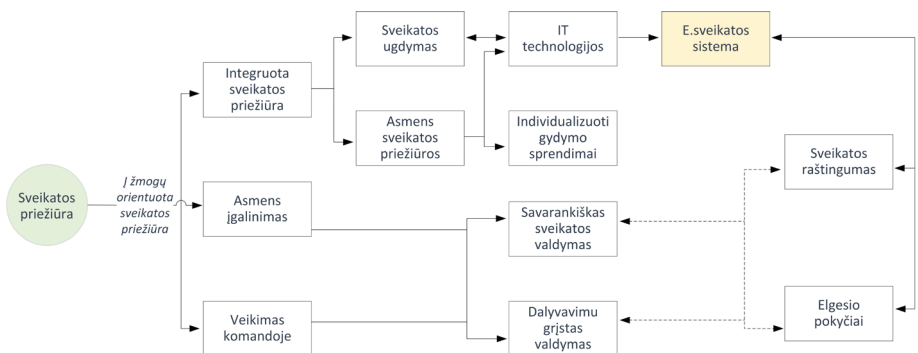 Sveikatos
priežiūra
Į žmogų
orientuota
sveikatos
priežiūra
Integruota
sveikatos
priežiūra
Asmens
įgalinimas
Veikimas
komandoje
Sveikatos
ugdymas
Asmens
sveikatos
priežiūros
IT
technologijos
Individualizuoti
gydymo
sprendimai
Savarankiškas
sveikatos
valdymas
Dalyvavimu
grįstas
valdymas
E.sveikatos
sistema
Sveikatos
raštingumas
Elgesio
pokyčiai